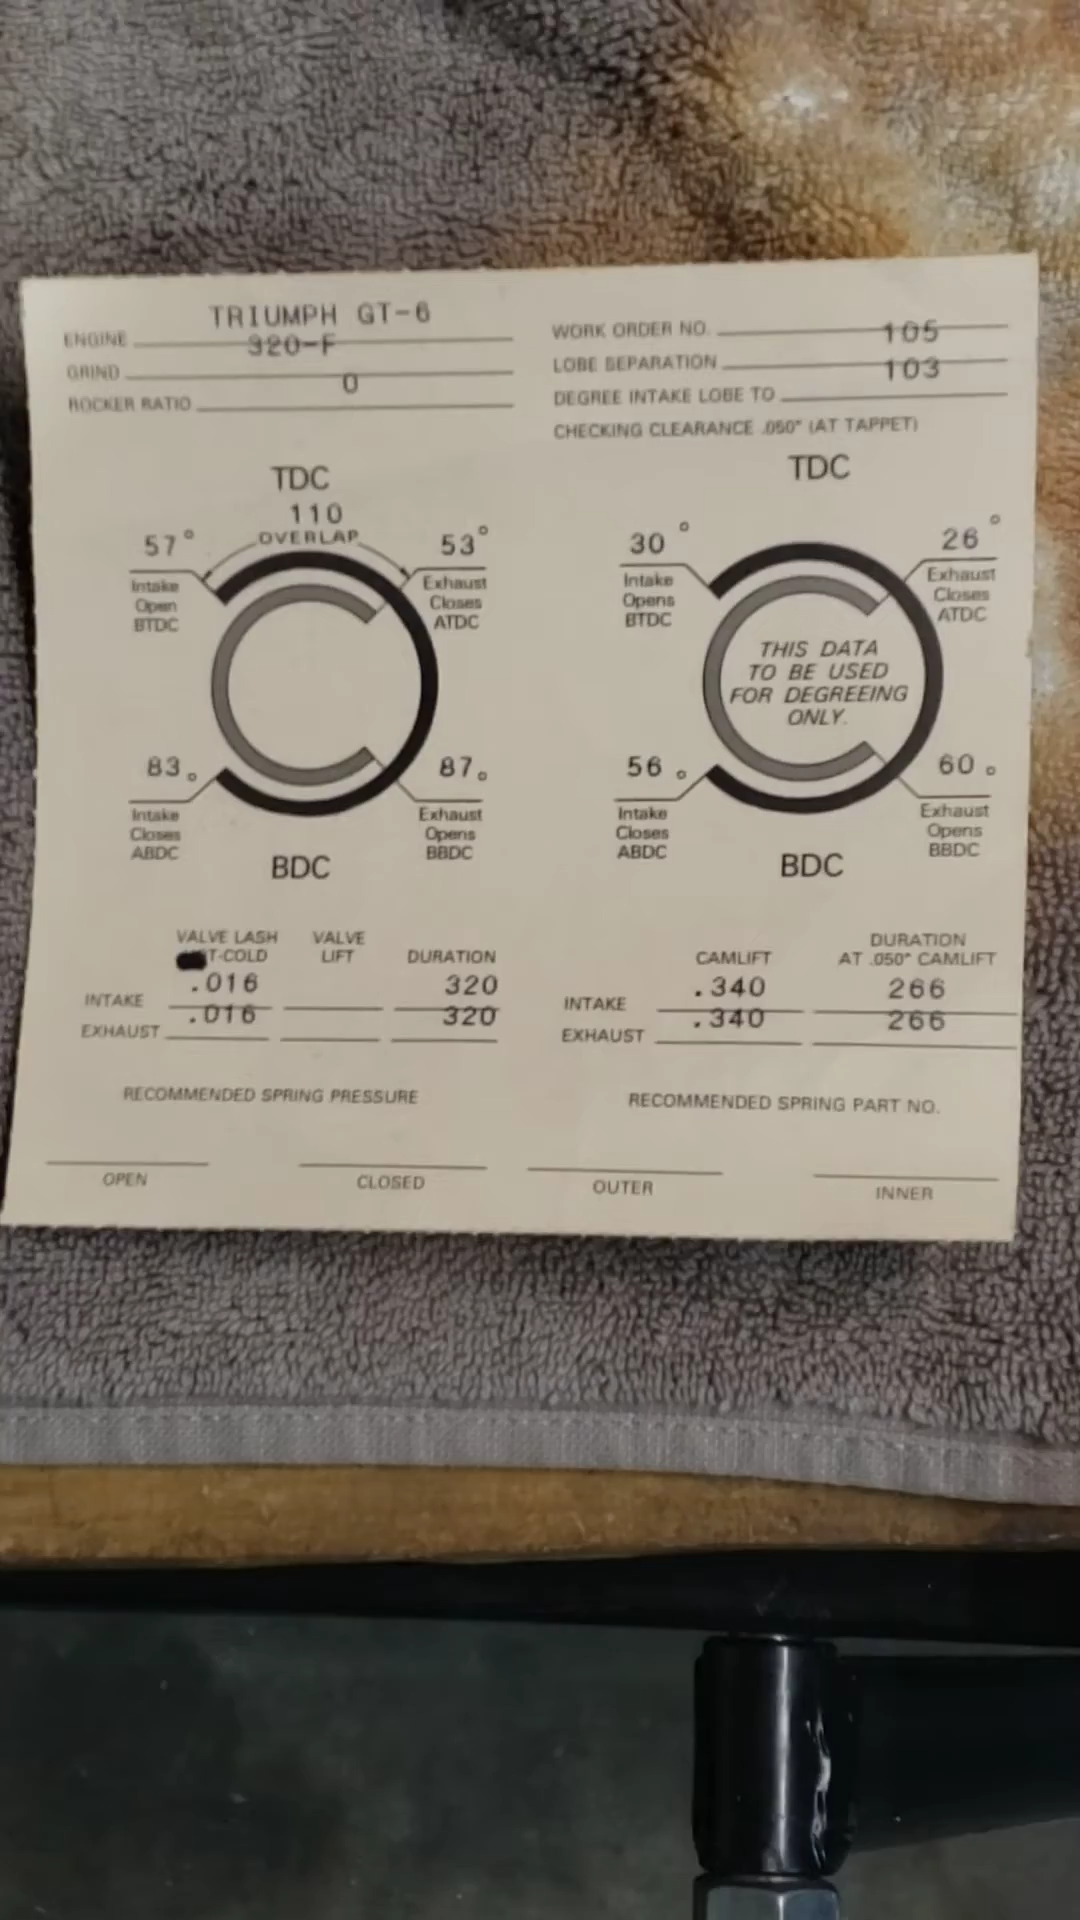 TRIUMPH GT-6
ENGINE
320-F
GRIND
0
ROCKER RATIO
WORK ORDER NO.
105
LOBE SEPARATION
103
DEGREE INTAKE LOBE TO
CHECKING CLEARANCE .050" (AT TAPPET)
TDC
110
OVERLAP
57°
Intake
Open
BTDC
53°
Exhaust
Closes
ATDC
83°
Intake
Closes
ABDC
87°
Exhaust
Opens
BBDC
BDC
TDC
30°
Intake
Opens
BTDC
26°
Exhaust
Closes
ATDC
THIS DATA
TO BE USED
FOR DEGREEING
ONLY.
56°
Intake
Closes
ABDC
60°
Exhaust
Opens
BBDC
BDC
VALVE LASH VALVE
T-COLD LIFT DURATION
INTAKE .016 320
EXHAUST .016 320
DURATION
CAMLIFT AT .050" CAMLIFT
INTAKE .340 266
EXHAUST .340 266
RECOMMENDED SPRING PRESSURE
OPEN CLOSED
RECOMMENDED SPRING PART NO.
OUTER INNER